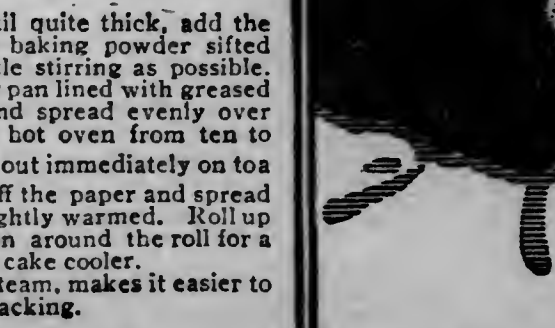 il quite thick, add the
baking powder sifted
le stirring as possible.
pan lined with greased
nd spread evenly over
hot oven from ten to
out immediately on toa
ff the paper and spread
ghtly warmed. Roll up
n around the roll for a
cake cooler.
team, makes it easier to
acking.